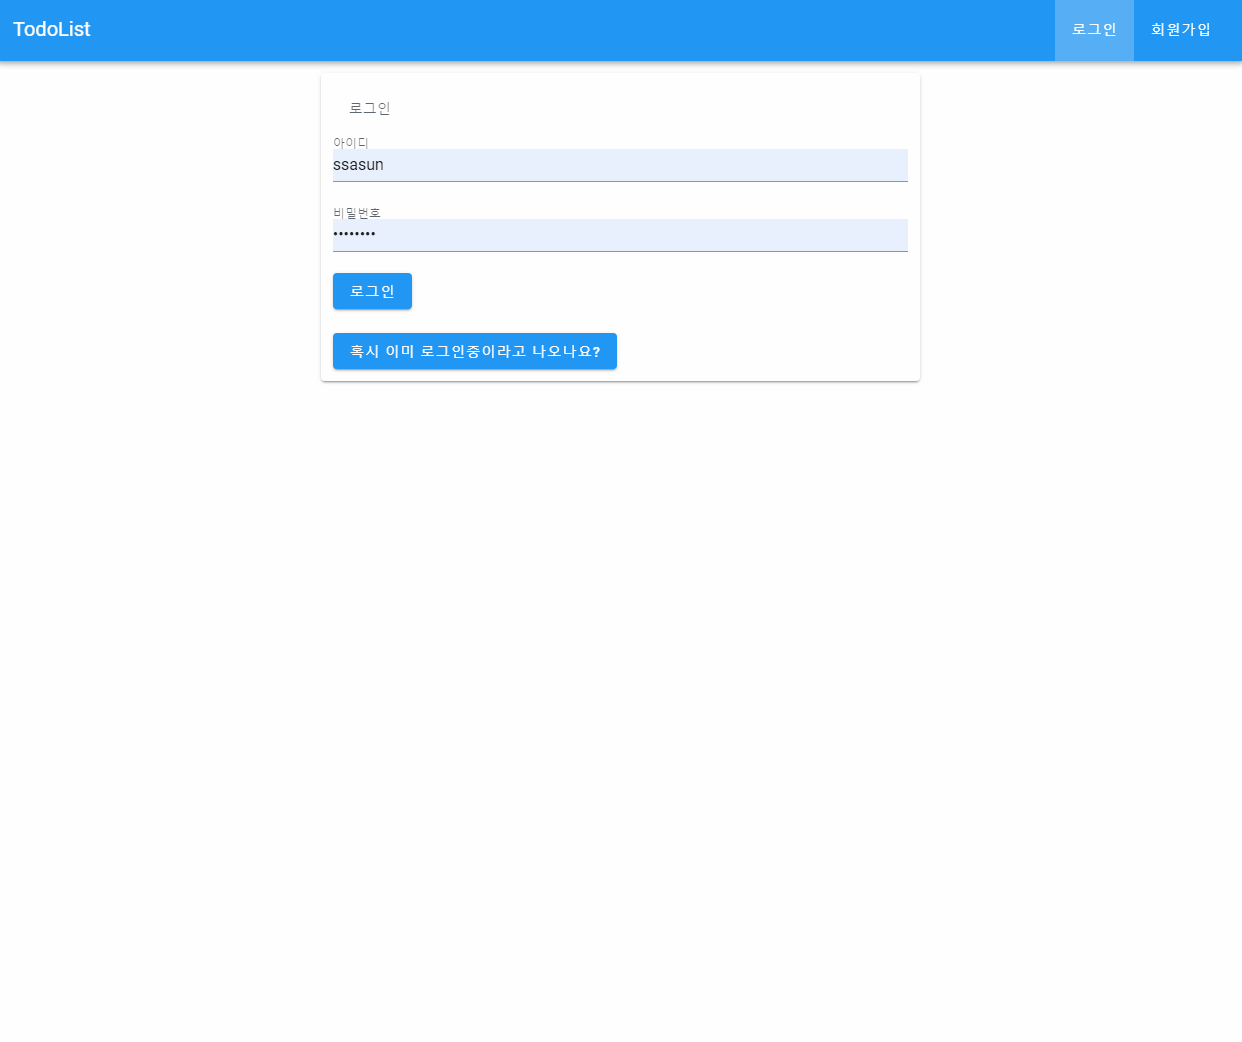 TodoList
로그인
회원가입
로그인
아이디
ssasun
비밀번호
••••••••
로그인
혹시 이미 로그인중이라고 나오나요?